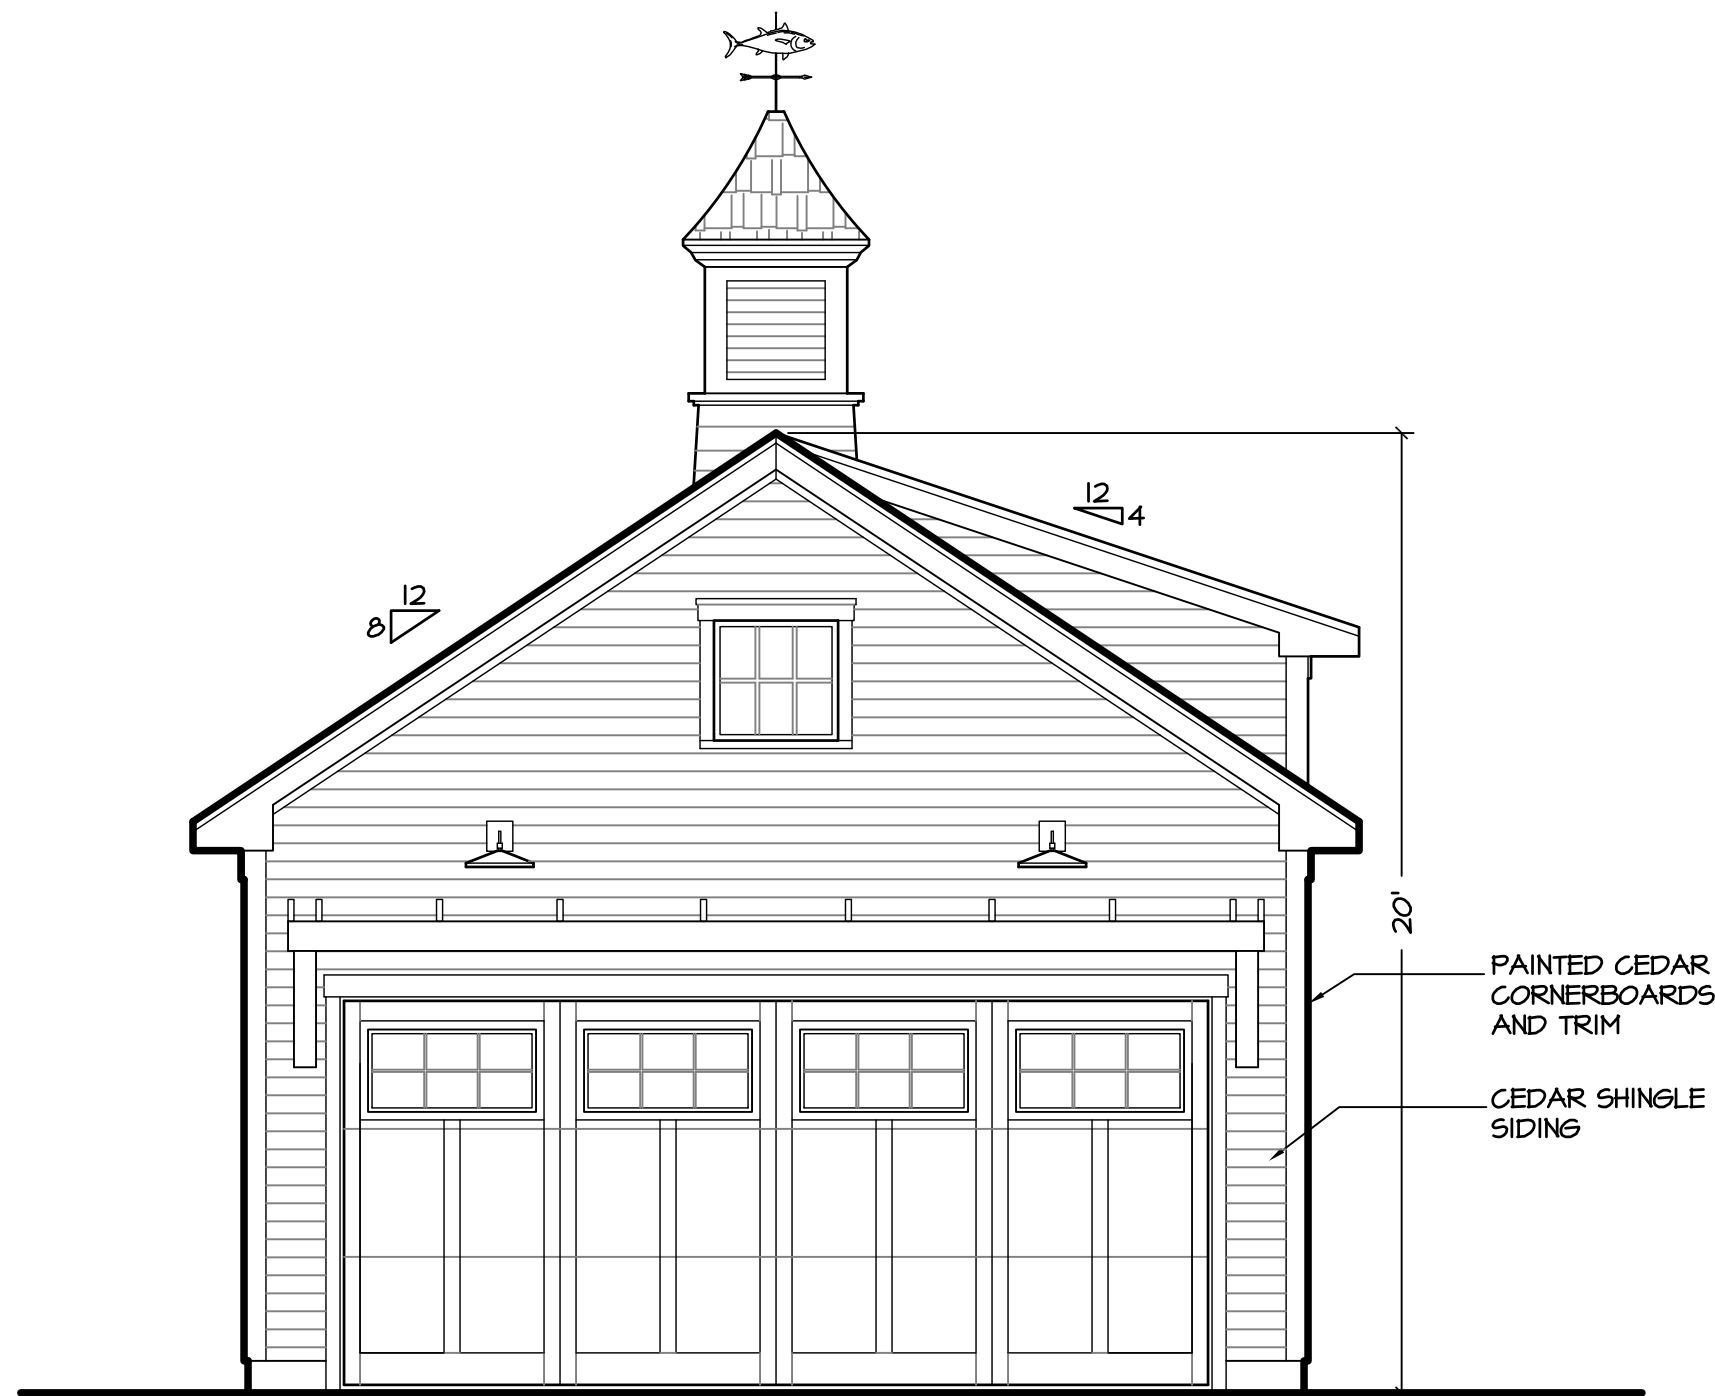 12
4
12
8
20'
PAINTED CEDAR
CORNERBOARDS
AND TRIM
CEDAR SHINGLE
SIDING